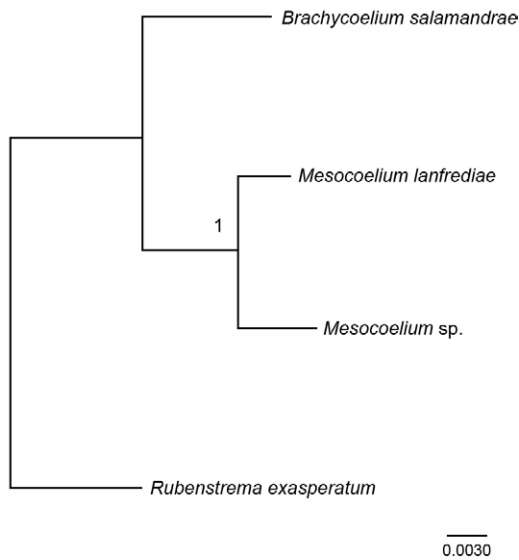 Brachycoelium salamandrae
Mesocoelium lanfrediae
1
Mesocoelium sp.
Rubenstrema exasperatum
0.0030